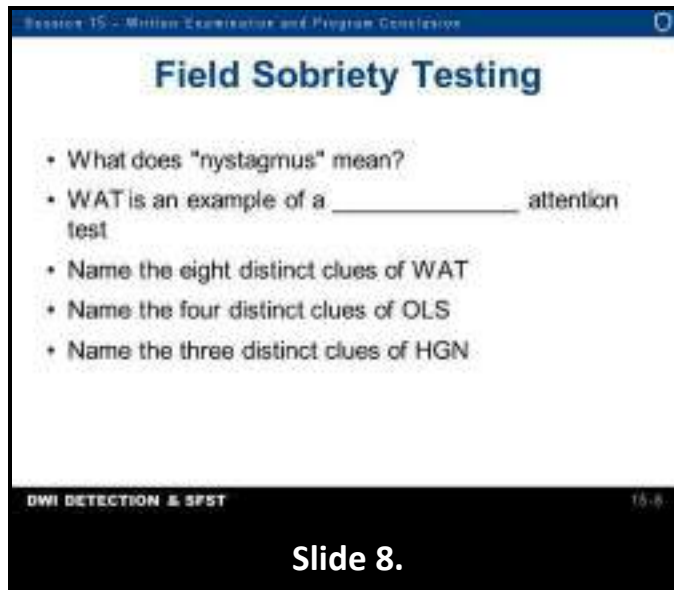 Session 15 - Written Examination and Program Conclusion
Field Sobriety Testing
• What does "nystagmus" mean?
• WAT is an example of a ______________ attention
test
• Name the eight distinct clues of WAT
• Name the four distinct clues of OLS
• Name the three distinct clues of HGN
DWI DETECTION & SFST
15-8
Slide 8.